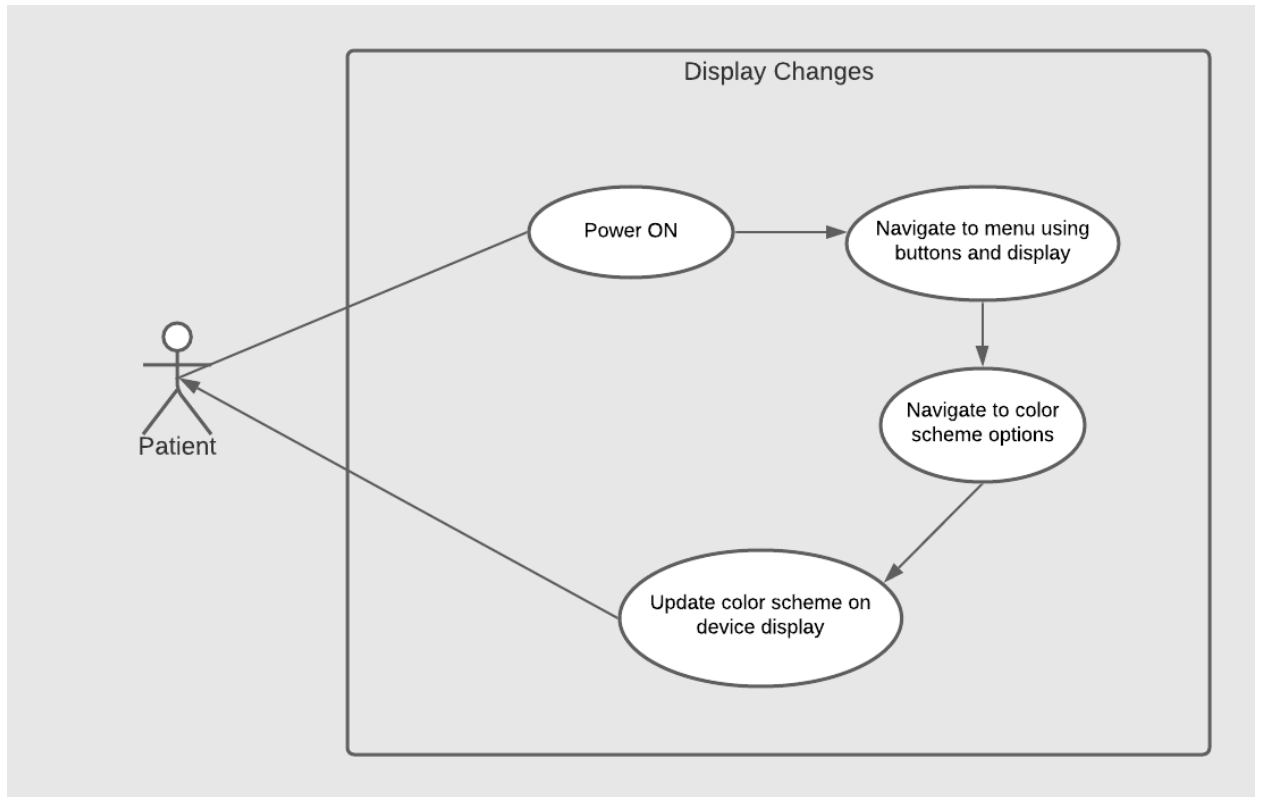 Display Changes
Power ON
Navigate to menu using
buttons and display
Navigate to color
scheme options
Patient
Update color scheme on
device display